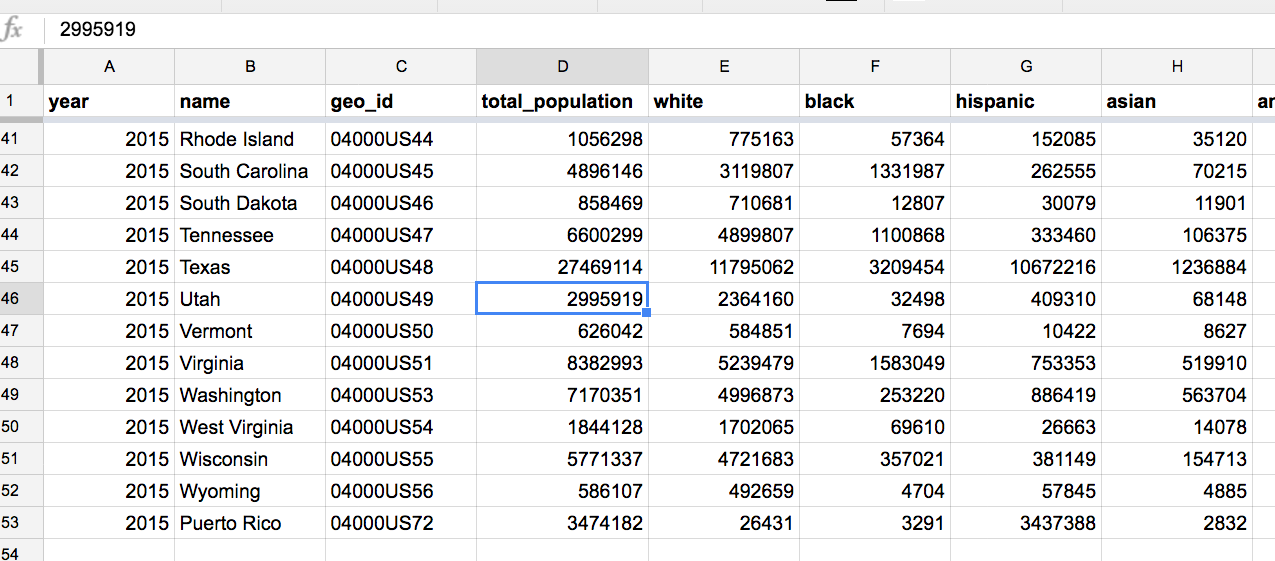 fx 2995919
A B C D E F G H
1 year name geo_id total_population white black hispanic asian ar
41 2015 Rhode Island 04000US44 1056298 775163 57364 152085 35120
42 2015 South Carolina 04000US45 4896146 3119807 1331987 262555 70215
43 2015 South Dakota 04000US46 858469 710681 12807 30079 11901
44 2015 Tennessee 04000US47 6600299 4899807 1100868 333460 106375
45 2015 Texas 04000US48 27469114 11795062 3209454 10672216 1236884
46 2015 Utah 04000US49 2995919 2364160 32498 409310 68148
47 2015 Vermont 04000US50 626042 584851 7694 10422 8627
48 2015 Virginia 04000US51 8382993 5239479 1583049 753353 519910
49 2015 Washington 04000US53 7170351 4996873 253220 886419 563704
50 2015 West Virginia 04000US54 1844128 1702065 69610 26663 14078
51 2015 Wisconsin 04000US55 5771337 4721683 357021 381149 154713
52 2015 Wyoming 04000US56 586107 492659 4704 57845 4885
53 2015 Puerto Rico 04000US72 3474182 26431 3291 3437388 2832
54